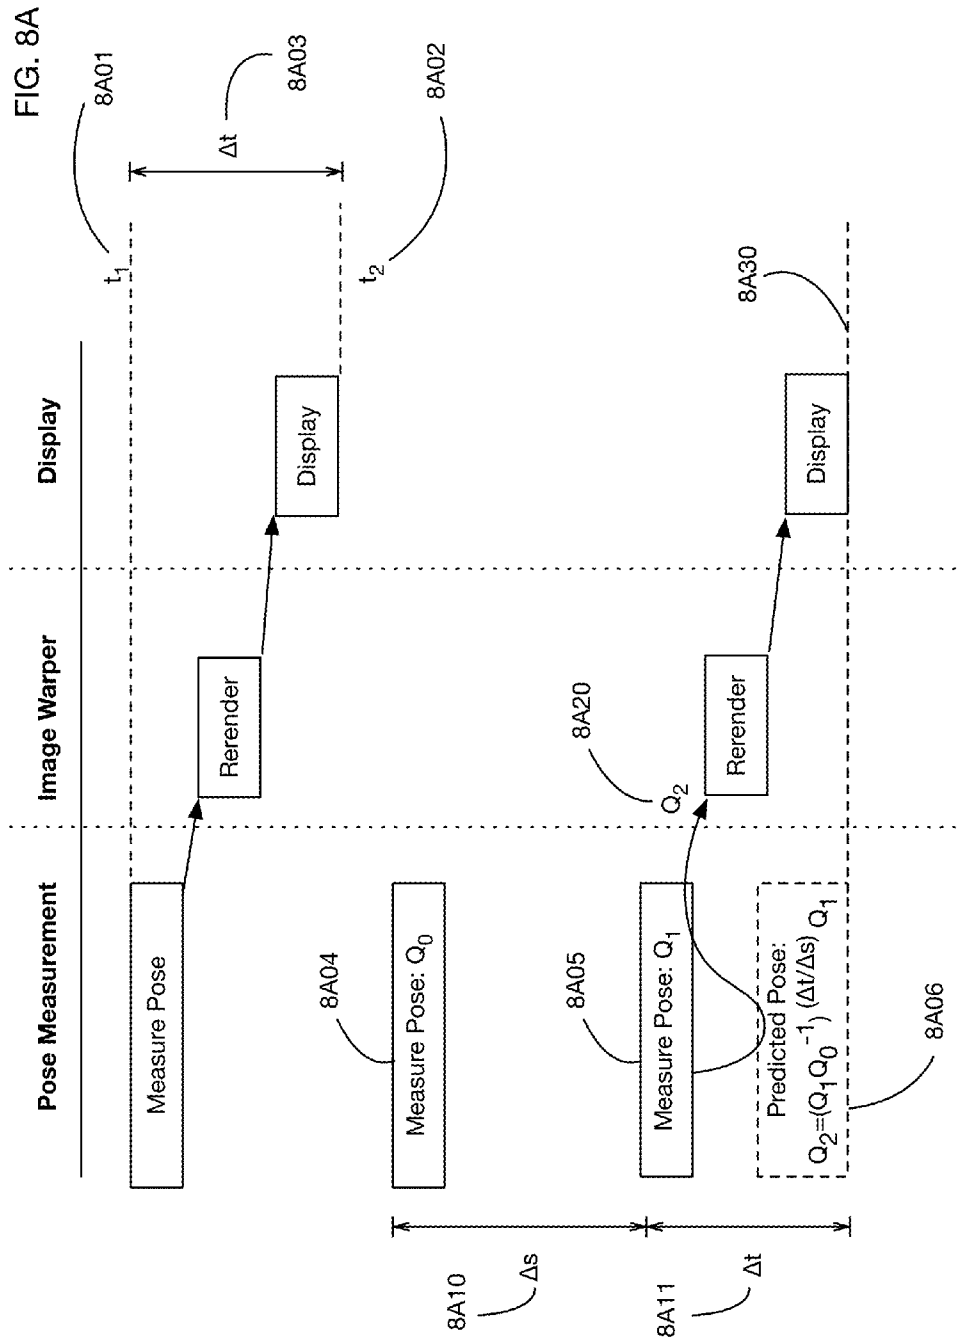 FIG. 8A
Pose Measurement
Image Warper
Display
8A01
t1
Measure Pose
Rerender
Display
Δt
8A03
t2
8A02
8A04
Measure Pose: Q0
8A10
Δs
8A05
Measure Pose: Q1
Q2
8A20
Rerender
Display
8A30
8A11
Δt
Predicted Pose:
Q2=(Q1Q0-1) (Δt/Δs) Q1
8A06